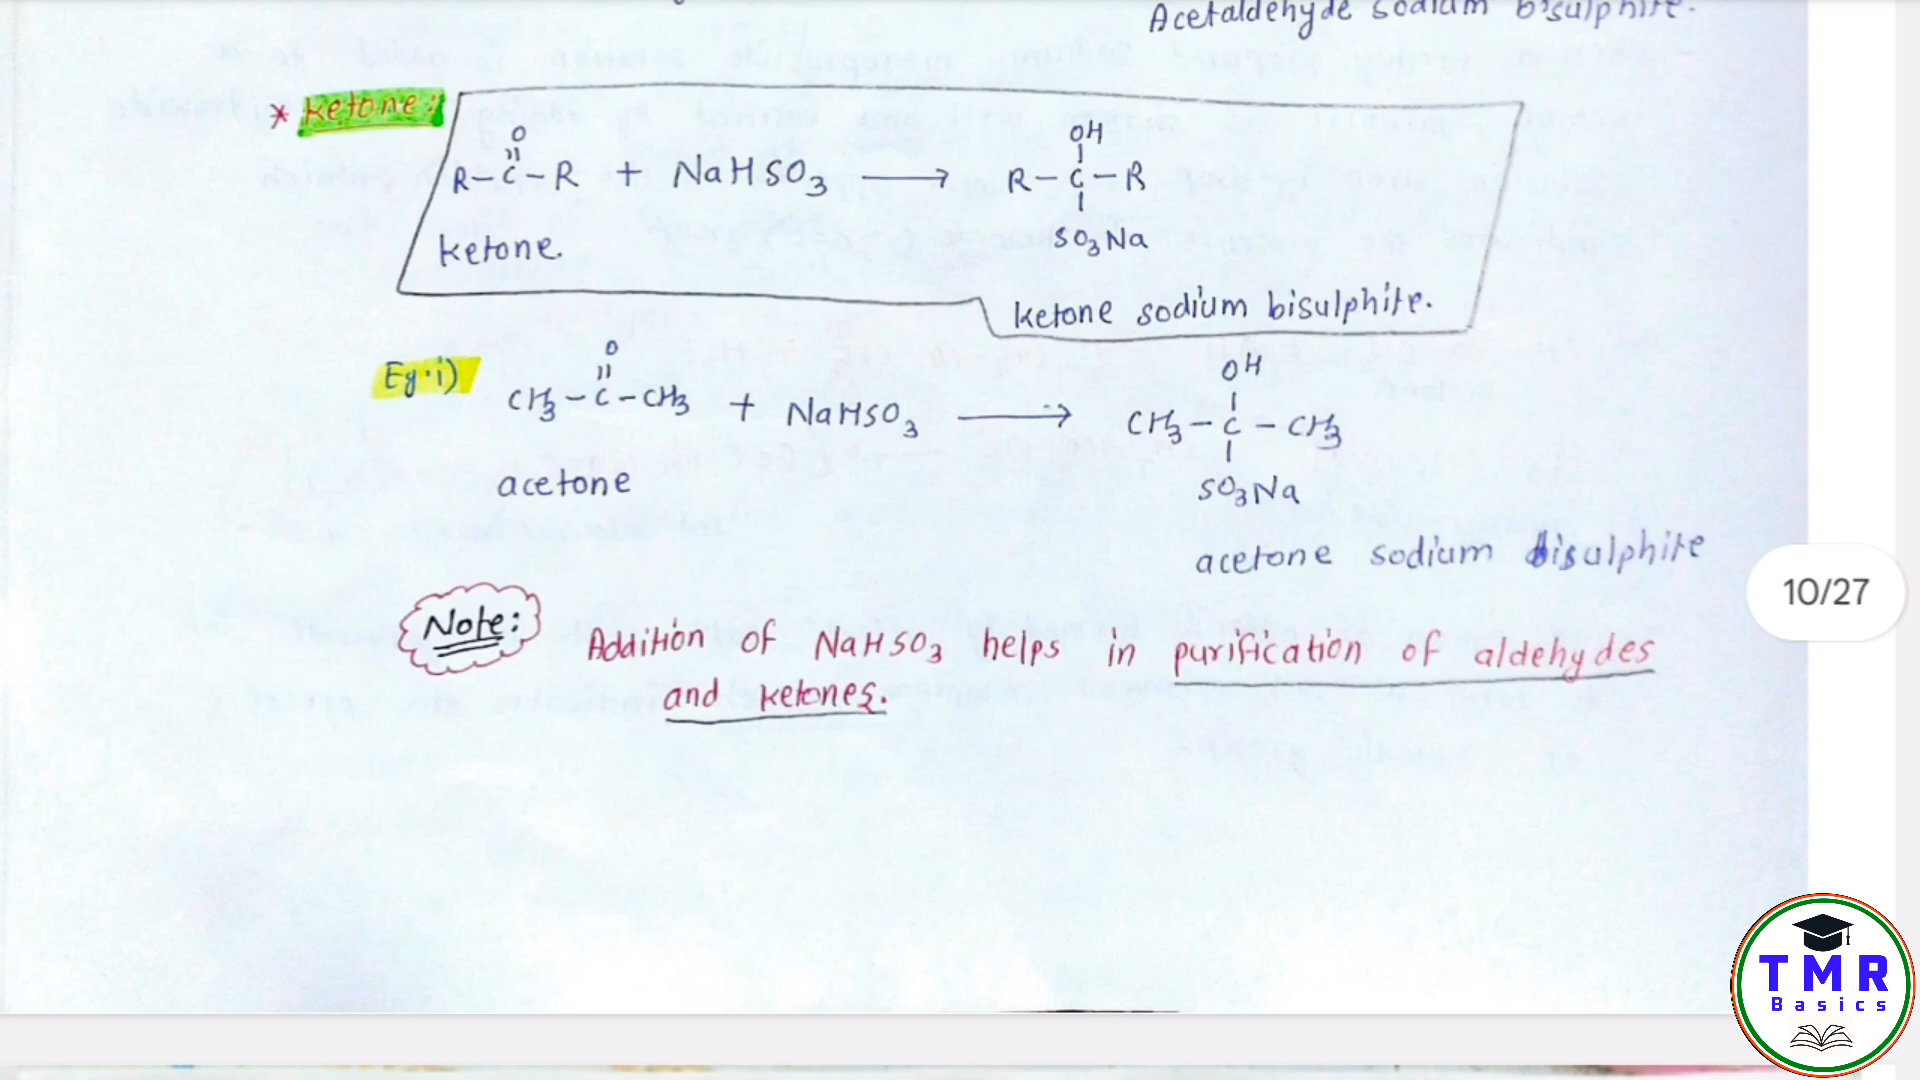 Acetaldehyde sodium bisulphite.
* Ketone:
O
||
R-C-R + NaHSO3 ⟶
ketone.
OH
|
R-C-R
|
SO3Na
ketone sodium bisulphite.
Eg. i)
O
||
CH3-C-CH3 + NaHSO3 ⟶
acetone
OH
|
CH3-C-CH3
|
SO3Na
acetone sodium bisulphite
Note: Addition of NaHSO3 helps in purification of aldehydes
and ketones.
10/27
TMR
Basics